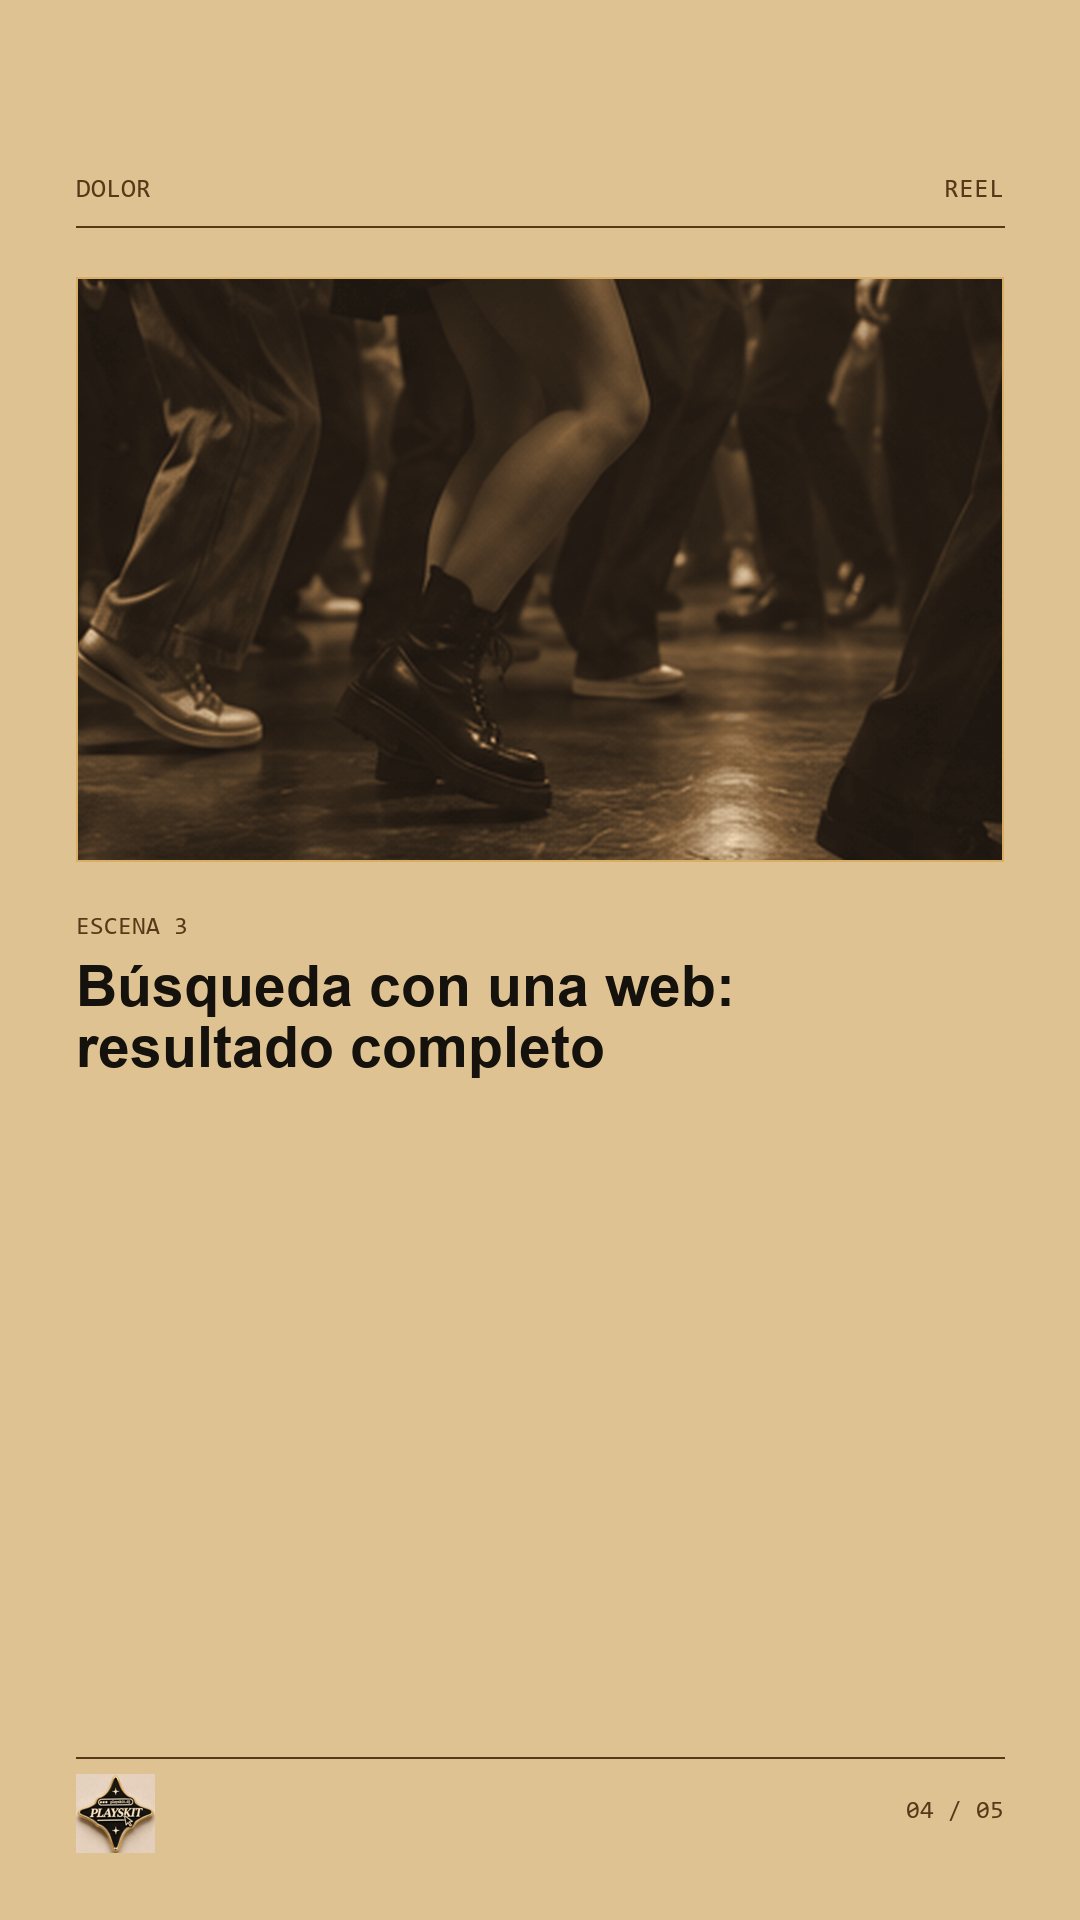 DOLOR
REEL
ESCENA 3
Búsqueda con una web:
resultado completo
PLAYSKIT
04 / 05